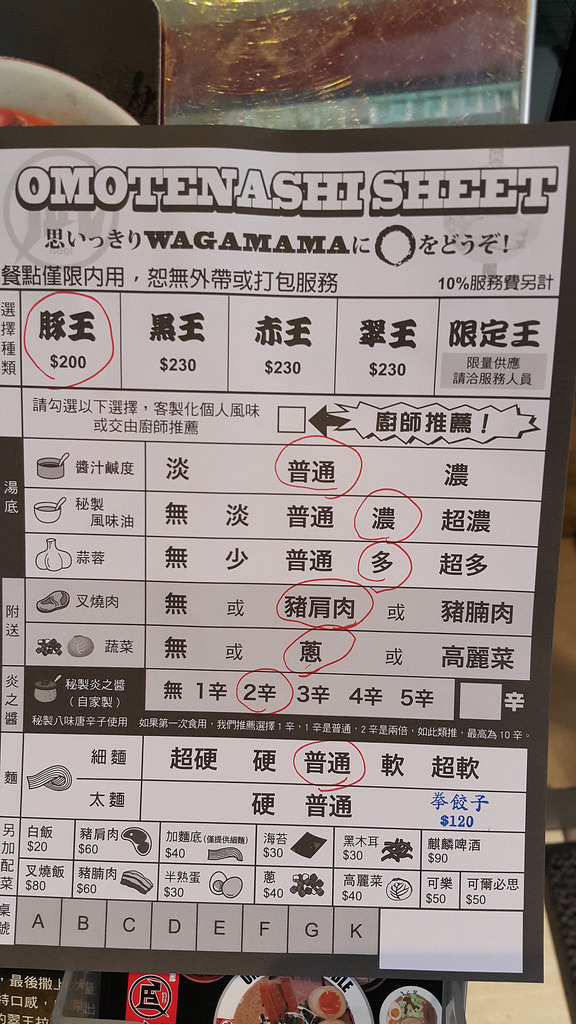 OMOTENASHI SHEET
思いっきりWAGAMAMAに◯をどうぞ!
餐點僅限內用，恕無外帶或打包服務 10%服務費另計
選擇種類
豚王 黒王 赤王 翠王 限定王
$200 $230 $230 $230 限量供應
請洽服務人員
請勾選以下選擇，客製化個人風味
或交由廚師推薦
廚師推薦！
湯底
醬汁鹹度 淡 普通 濃
秘製
風味油 無 淡 普通 濃 超濃
蒜蓉 無 少 普通 多 超多
附送
叉燒肉 無 或 豬肩肉 或 豬腩肉
蔬菜 無 或 蔥 或 高麗菜
炎之醬
秘製炎之醬
（自家製） 無 1辛 2辛 3辛 4辛 5辛 辛
秘製八味唐辛子使用 如果第一次食用，我們推薦選擇1辛，1辛是普通，2辛是兩倍，如此類推，最高為10辛。
麵
細麵 超硬 硬 普通 軟 超軟
太麵 硬 普通
拳餃子
$120
另加配菜
白飯 豬肩肉 加麵底(僅提供細麵) 海苔 黑木耳 麒麟啤酒
$20 $60 $40 $30 $30 $90
叉燒飯 豬腩肉 半熟蛋 蔥 高麗菜 可樂 可爾必思
$80 $60 $30 $40 $40 $50 $50
桌號 A B C D E F G K
，最後撒上
持口感，